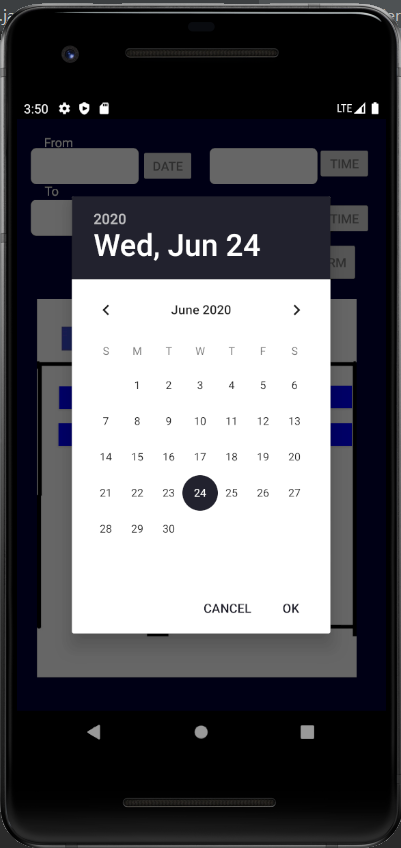 .ja
3:50 LTE
From
DATE TIME
To
TIME
RM
2020
Wed, Jun 24
June 2020
S M T W T F S
1 2 3 4 5 6
7 8 9 10 11 12 13
14 15 16 17 18 19 20
21 22 23 24 25 26 27
28 29 30
CANCEL OK